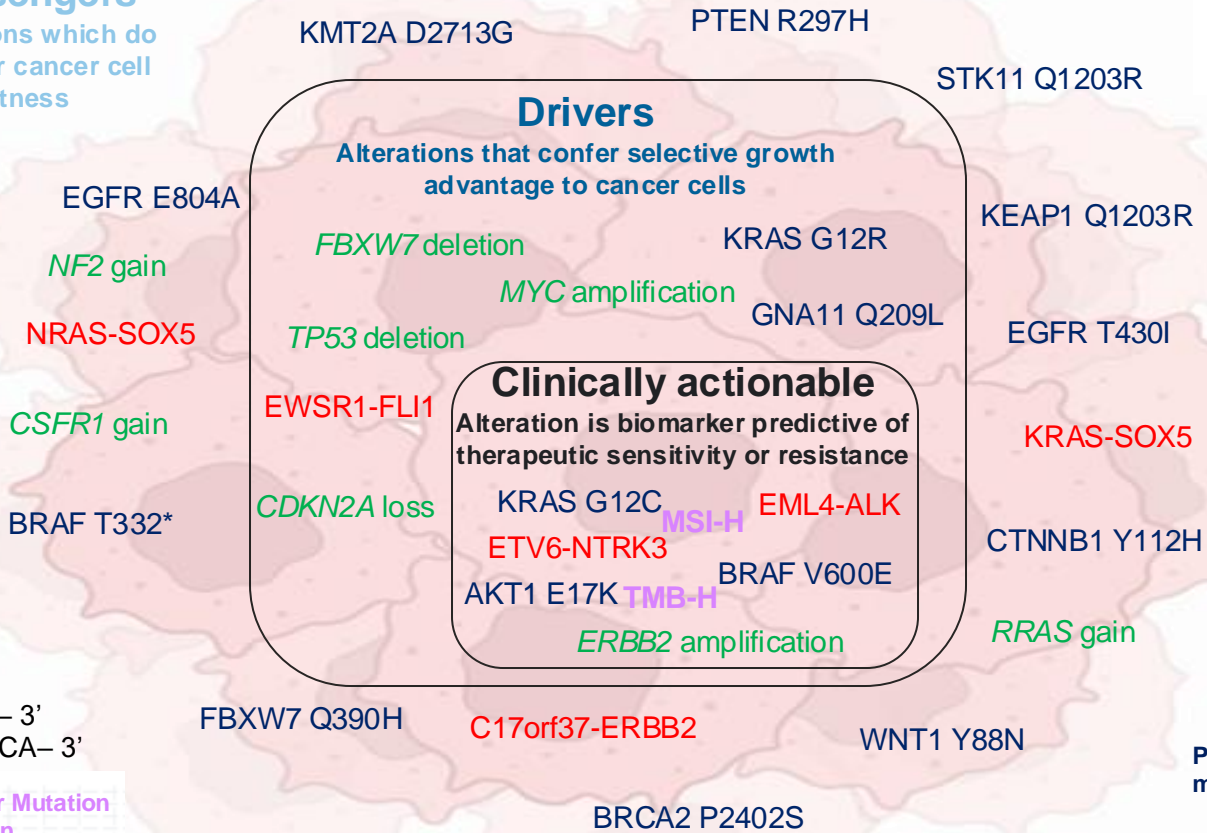 sengers
ons which do
r cancer cell
tness
KMT2A D2713G
PTEN R297H
STK11 Q1203R
Drivers
Alterations that confer selective growth
advantage to cancer cells
EGFR E804A
KEAP1 Q1203R
FBXW7 deletion
KRAS G12R
NF2 gain
MYC amplification
GNA11 Q209L
NRAS-SOX5
TP53 deletion
EGFR T430I
Clinically actionable
Alteration is biomarker predictive of
therapeutic sensitivity or resistance
EWSR1-FLI1
CSFR1 gain
KRAS-SOX5
KRAS G12C
EML4-ALK
MSI-H
CDKN2A loss
BRAF T332*
ETV6-NTRK3
CTNNB1 Y112H
BRAF V600E
AKT1 E17K
TMB-H
ERBB2 amplification
RRAS gain
– 3’
CA– 3’
FBXW7 Q390H
C17orf37-ERBB2
WNT1 Y88N
P
m
r Mutation
n
BRCA2 P2402S